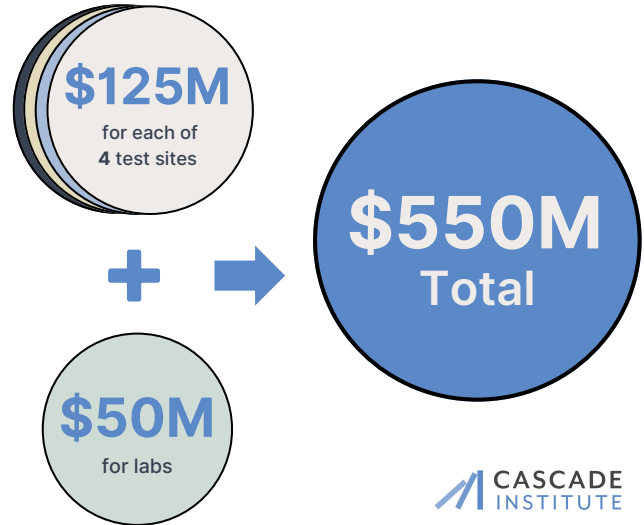 $125M
for each of
4 test sites
$50M
for labs
$550M
Total
CASCADE
INSTITUTE